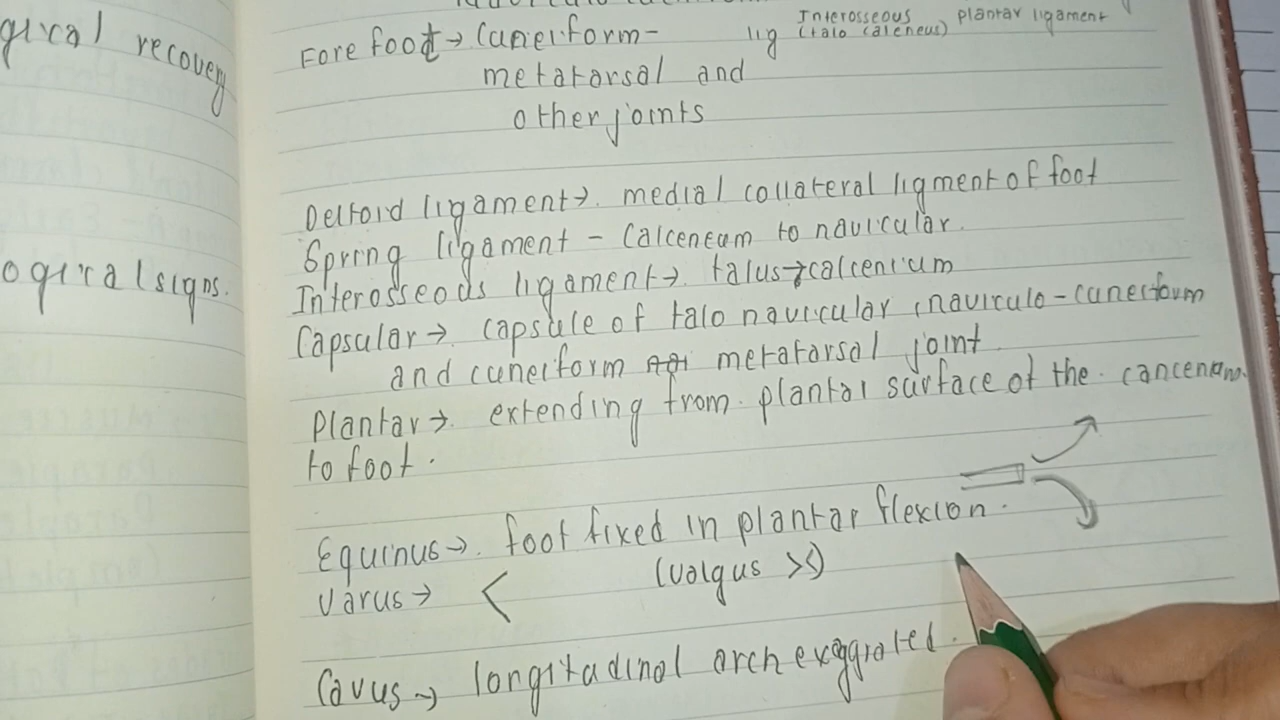 gical recovery
ogical signs.
Interosseous plantar ligament
Fore foot → Cuneiform- lig (talo calceneus)
metatarsal and
other joints
Deltoid ligament → medial collateral ligment of foot
Spring ligament - Calceneum to navicular.
Interosseous ligament → talus → calcenium
Capsular → capsule of talo navicular, naviculo-cuneiform
and cuneiform metatarsal joint
Plantar → extending from plantar surface of the
to foot.
Equinus → foot fixed in plantar flexion.
Varus → < (valgus >)
Cavus → longitudinal arch exaggrated.